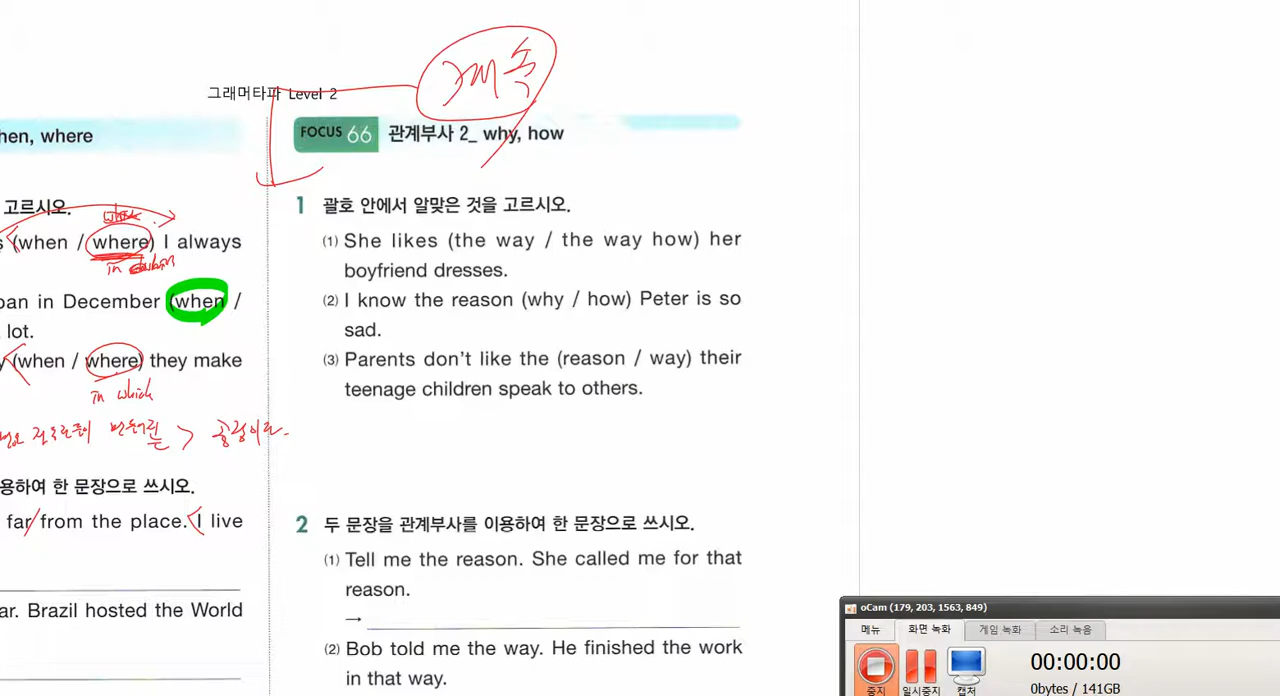 그래머타파 Level 2
계속
hen, where
고르시오.
s (when / where) I always
in which
pan in December (when /
lot.
y (when / where) they make
in which
용하여 한 문장으로 쓰시오.
far from the place. I live
ar. Brazil hosted the World
FOCUS 66 관계부사 2_ why, how
1 괄호 안에서 알맞은 것을 고르시오.
(1) She likes (the way / the way how) her
boyfriend dresses.
(2) I know the reason (why / how) Peter is so
sad.
(3) Parents don't like the (reason / way) their
teenage children speak to others.
2 두 문장을 관계부사를 이용하여 한 문장으로 쓰시오.
(1) Tell me the reason. She called me for that
reason.
→
(2) Bob told me the way. He finished the work
in that way.
oCam (179, 203, 1563, 849)
메뉴 화면 녹화 게임 녹화 소리 녹음
00:00:00
0bytes / 141GB
중지 일시중지 캡처